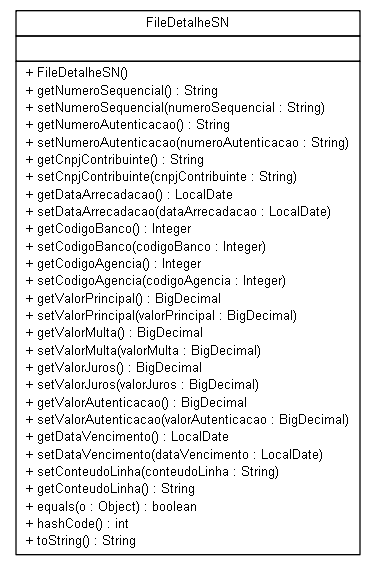 FileDetalheSN
+ FileDetalheSN()
+ getNumeroSequencial() : String
+ setNumeroSequencial(numeroSequencial : String)
+ getNumeroAutenticacao() : String
+ setNumeroAutenticacao(numeroAutenticacao : String)
+ getCnpjContribuinte() : String
+ setCnpjContribuinte(cnpjContribuinte : String)
+ getDataArrecadacao() : LocalDate
+ setDataArrecadacao(dataArrecadacao : LocalDate)
+ getCodigoBanco() : Integer
+ setCodigoBanco(codigoBanco : Integer)
+ getCodigoAgencia() : Integer
+ setCodigoAgencia(codigoAgencia : Integer)
+ getValorPrincipal() : BigDecimal
+ setValorPrincipal(valorPrincipal : BigDecimal)
+ getValorMulta() : BigDecimal
+ setValorMulta(valorMulta : BigDecimal)
+ getValorJuros() : BigDecimal
+ setValorJuros(valorJuros : BigDecimal)
+ getValorAutenticacao() : BigDecimal
+ setValorAutenticacao(valorAutenticacao : BigDecimal)
+ getDataVencimento() : LocalDate
+ setDataVencimento(dataVencimento : LocalDate)
+ setConteudoLinha(conteudoLinha : String)
+ getConteudoLinha() : String
+ equals(o : Object) : boolean
+ hashCode() : int
+ toString() : String